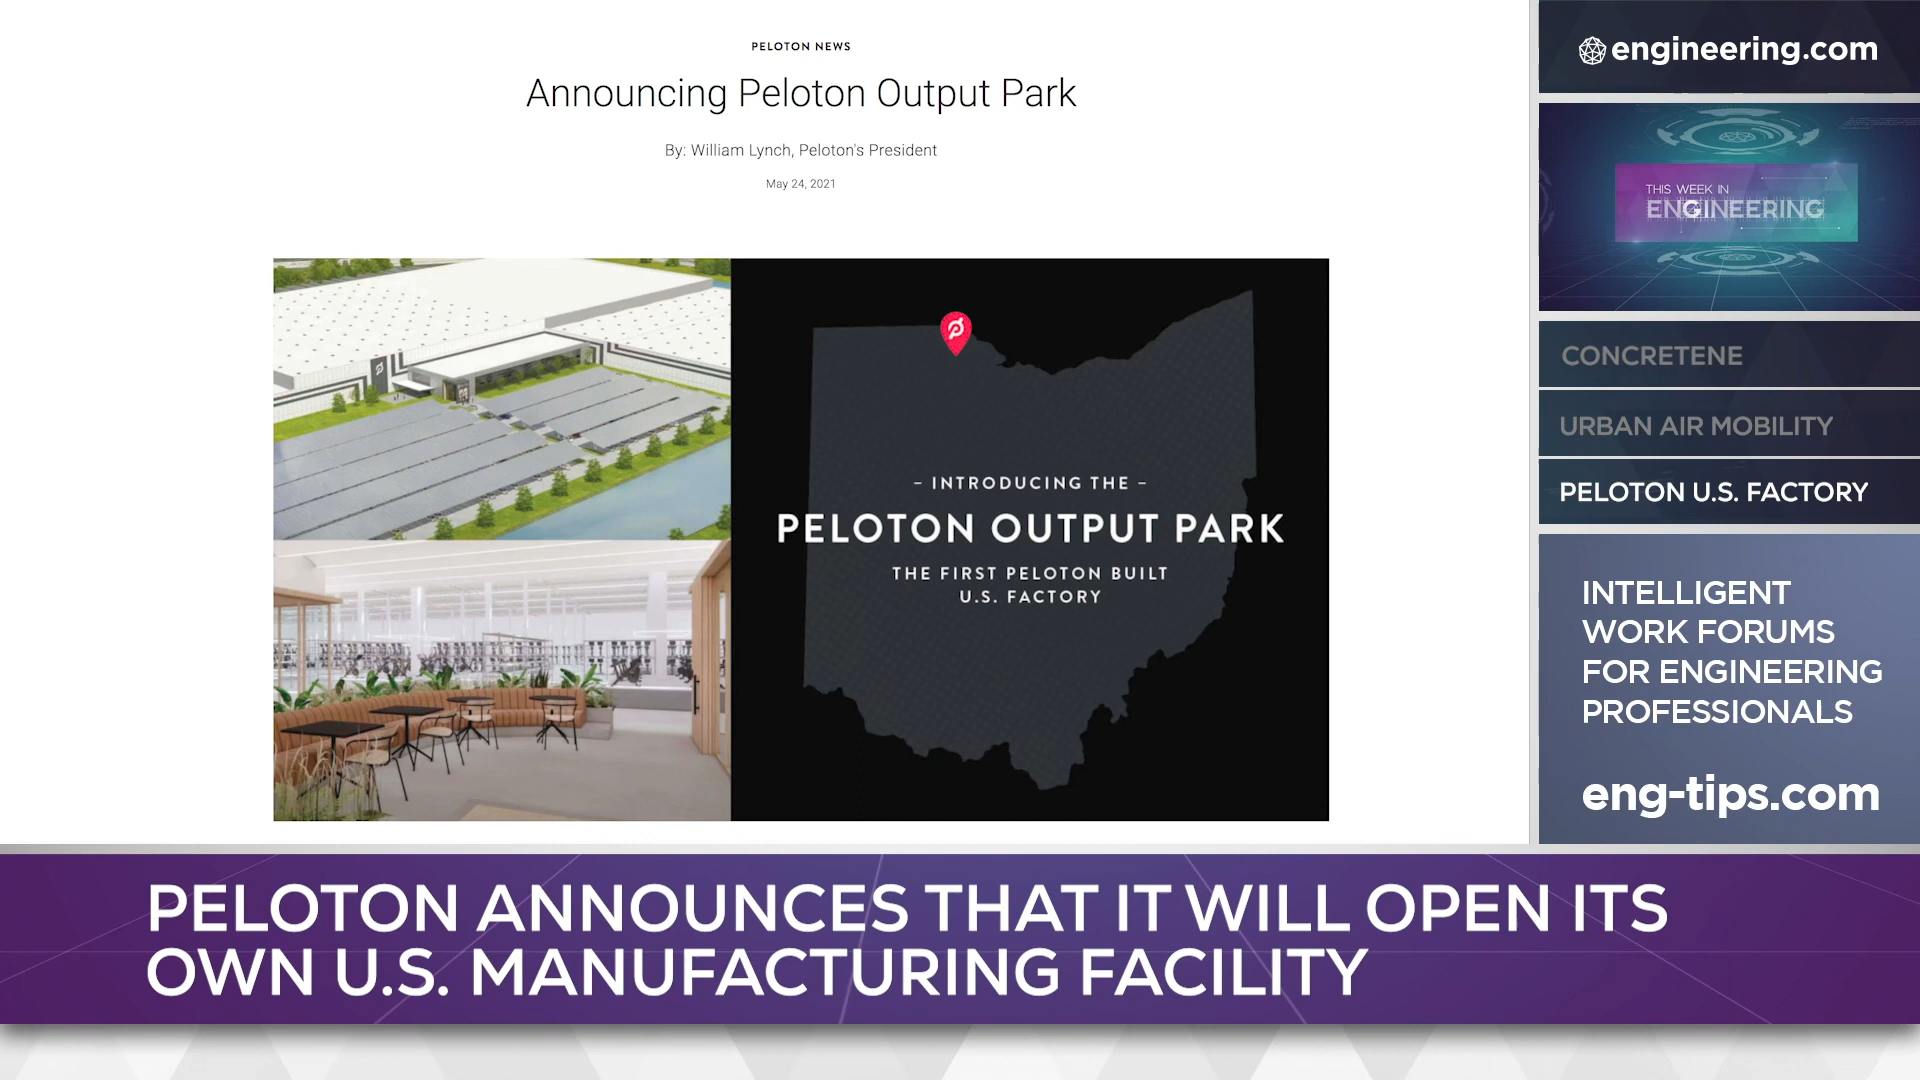 PELOTON NEWS
Announcing Peloton Output Park
By: William Lynch, Peloton's President
May 24, 2021
– INTRODUCING THE –
PELOTON OUTPUT PARK
THE FIRST PELOTON BUILT
U.S. FACTORY
engineering.com
THIS WEEK IN
ENGINEERING
CONCRETENE
URBAN AIR MOBILITY
PELOTON U.S. FACTORY
INTELLIGENT
WORK FORUMS
FOR ENGINEERING
PROFESSIONALS
eng-tips.com
PELOTON ANNOUNCES THAT IT WILL OPEN ITS
OWN U.S. MANUFACTURING FACILITY